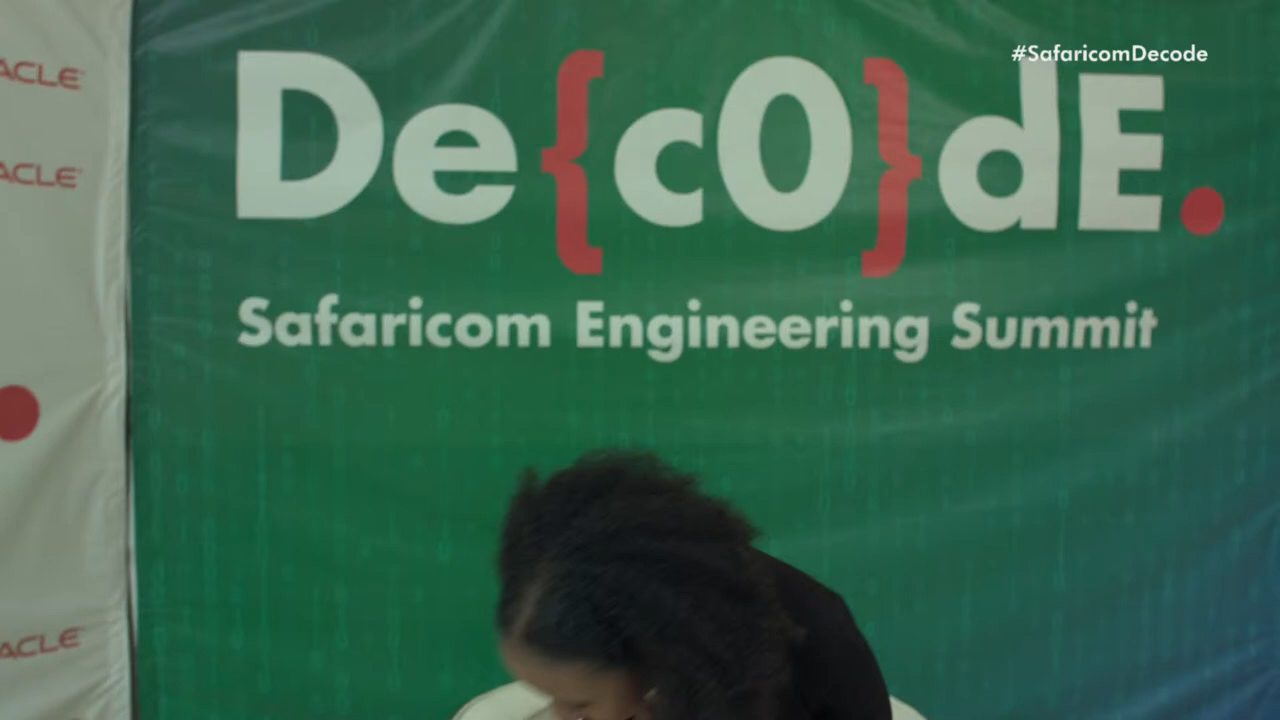 #SafaricomDecode
De{c0}dE.
Safaricom Engineering Summit
ACLE
ACLE
ACLE